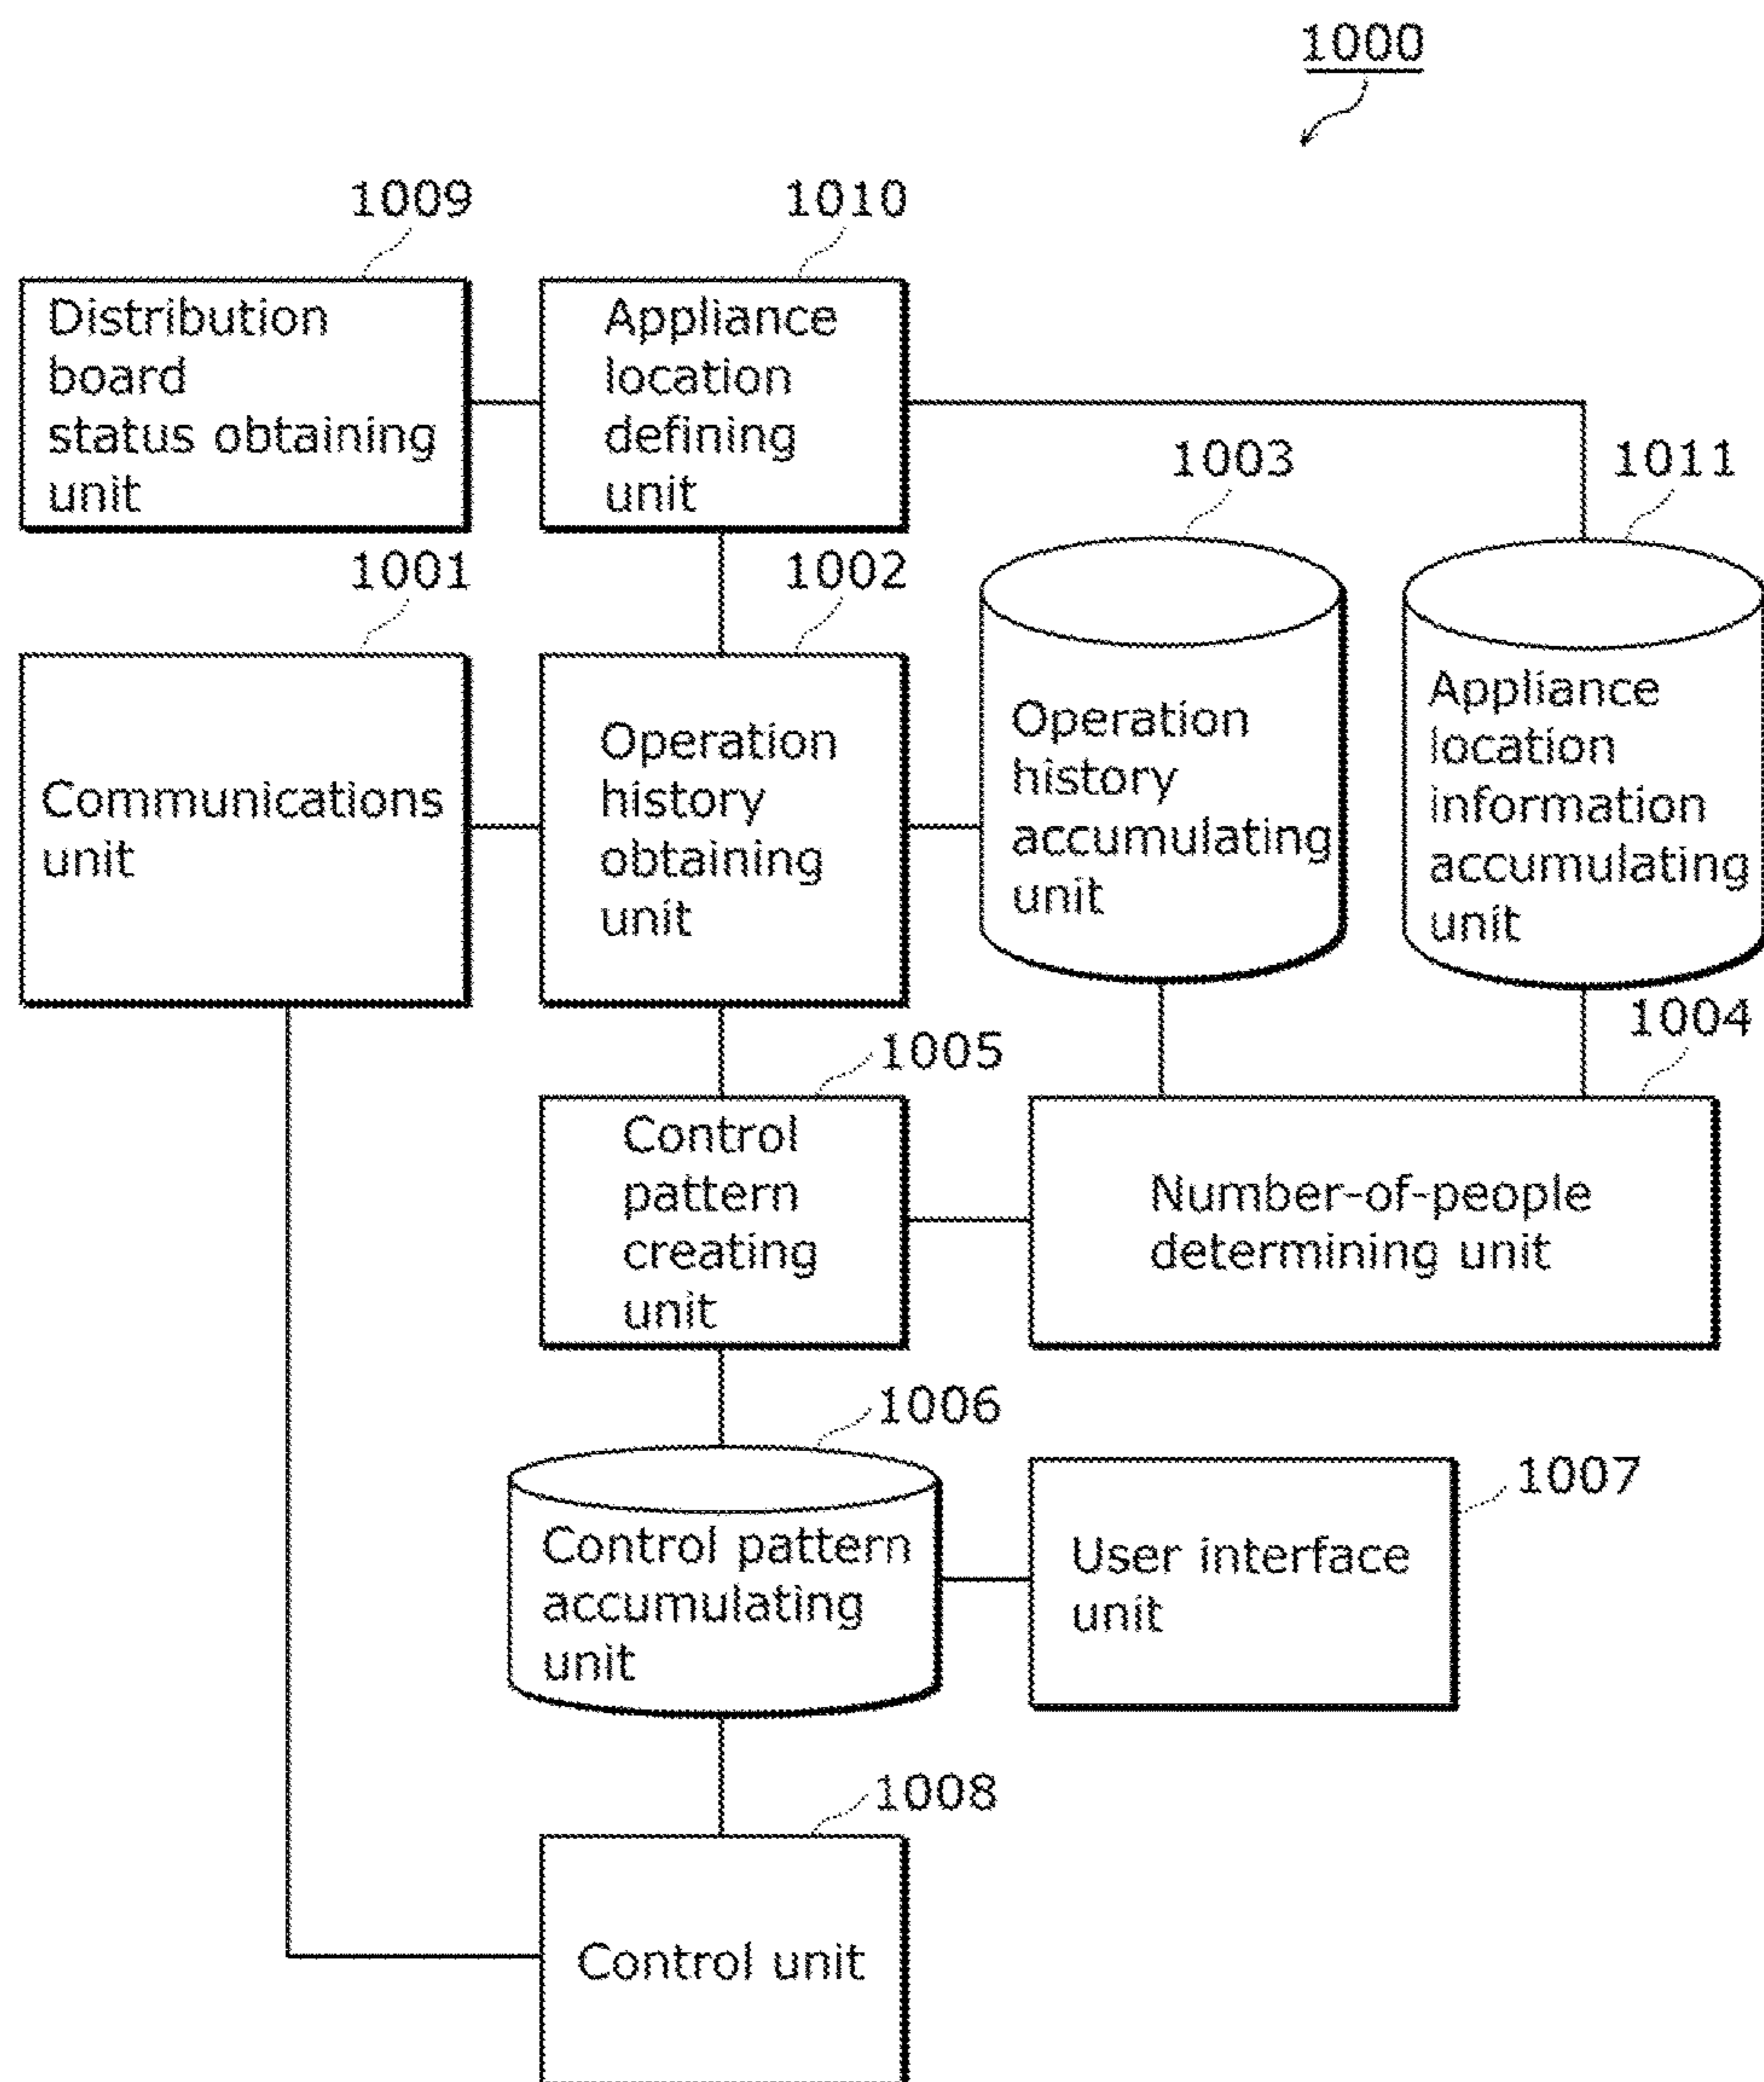 1000
1009
Distribution
board
status obtaining
unit
1010
Appliance
location
defining
unit
1003
1011
1001
Communications
unit
1002
Operation
history
obtaining
unit
Operation
history
accumulating
unit
Appliance
location
information
accumulating
unit
1005
Control
pattern
creating
unit
1004
Number-of-people
determining unit
1006
Control pattern
accumulating
unit
1007
User interface
unit
1008
Control unit